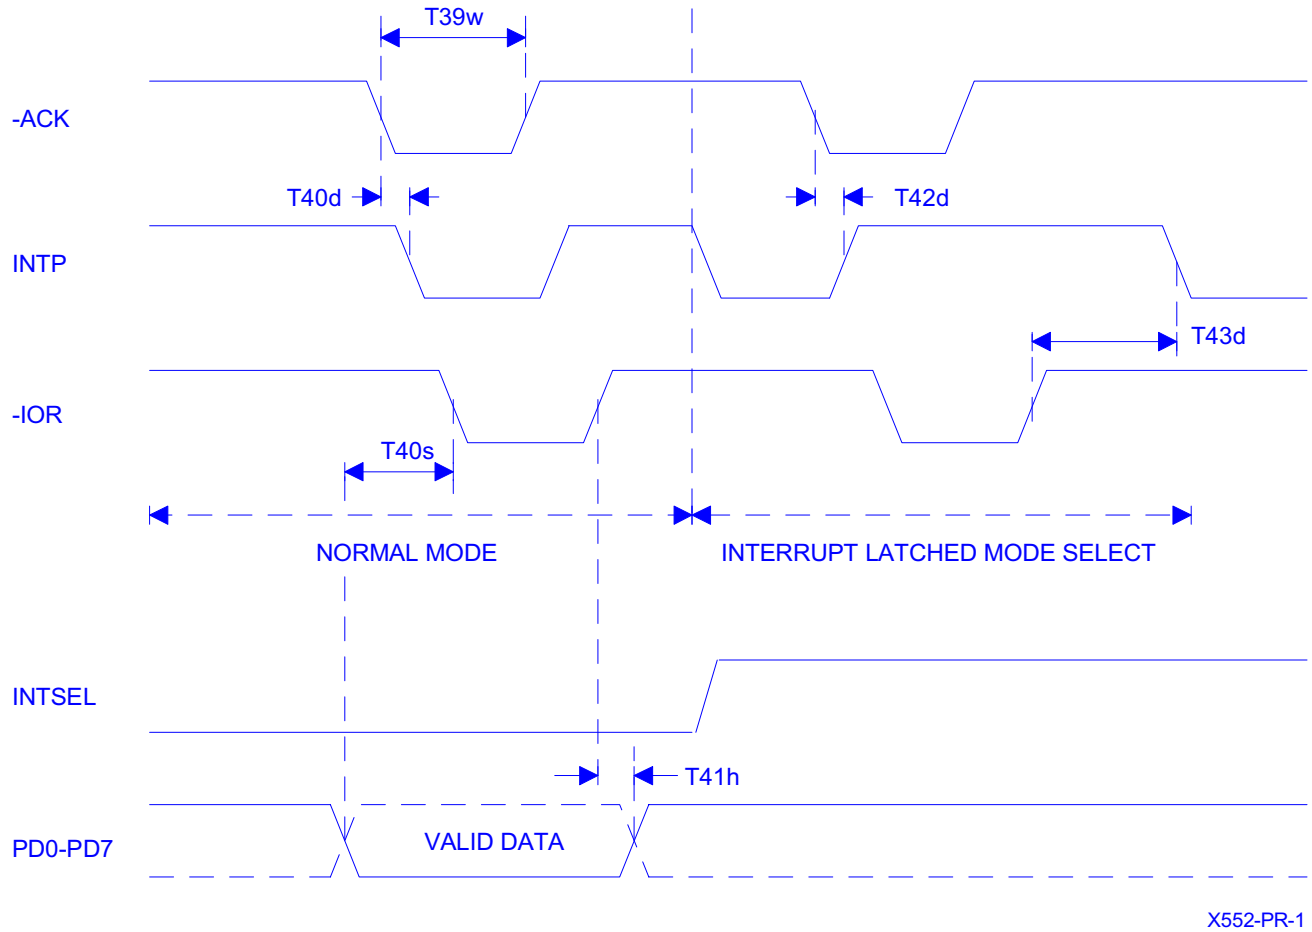 T39w
-ACK
T40d
T42d
INTP
T43d
-IOR
T40s
NORMAL MODE
INTERRUPT LATCHED MODE SELECT
INTSEL
T41h
PD0-PD7
VALID DATA
X552-PR-1